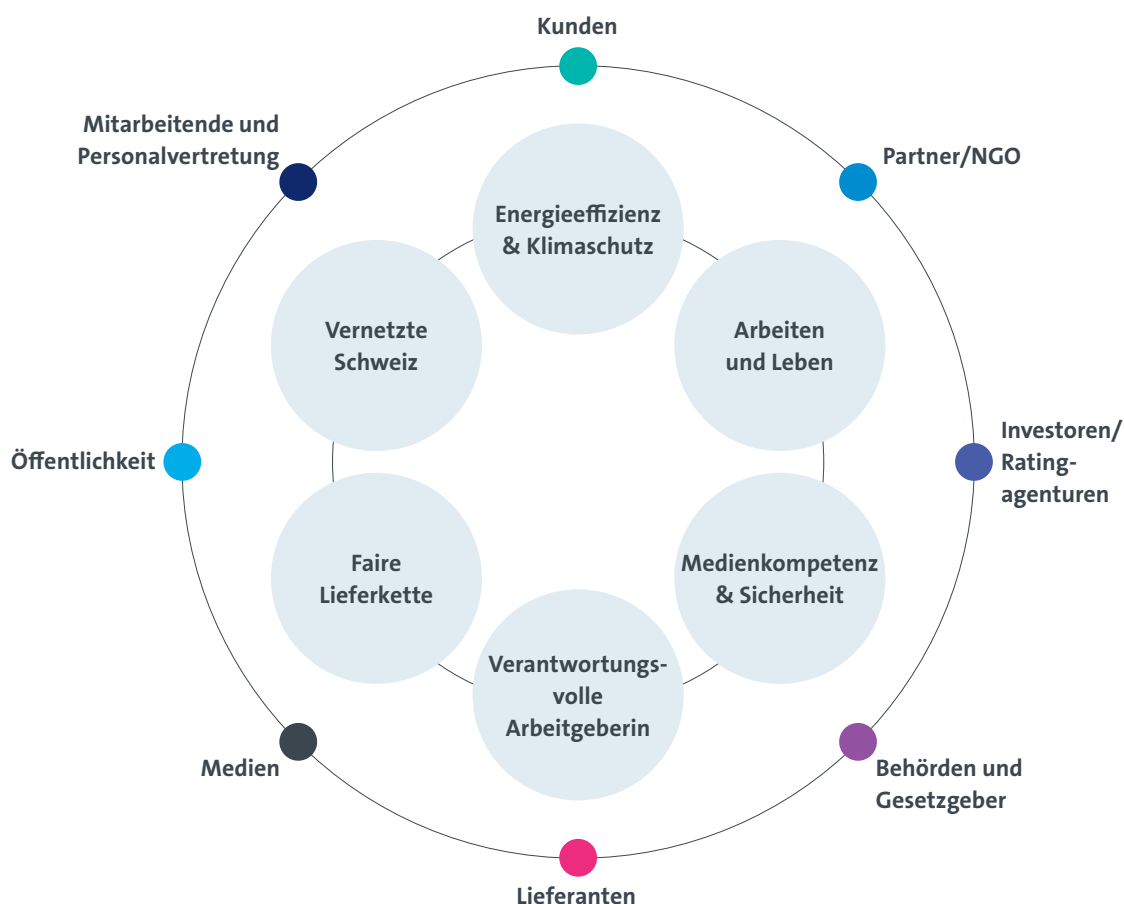 Kunden
Mitarbeitende und
Personalvertretung
Partner/NGO
Energieeffizienz
& Klimaschutz
Vernetzte
Schweiz
Arbeiten
und Leben
Öffentlichkeit
Investoren/
Rating-
agenturen
Faire
Lieferkette
Medienkompetenz
& Sicherheit
Verantwortungs-
volle
Arbeitgeberin
Medien
Behörden und
Gesetzgeber
Lieferanten